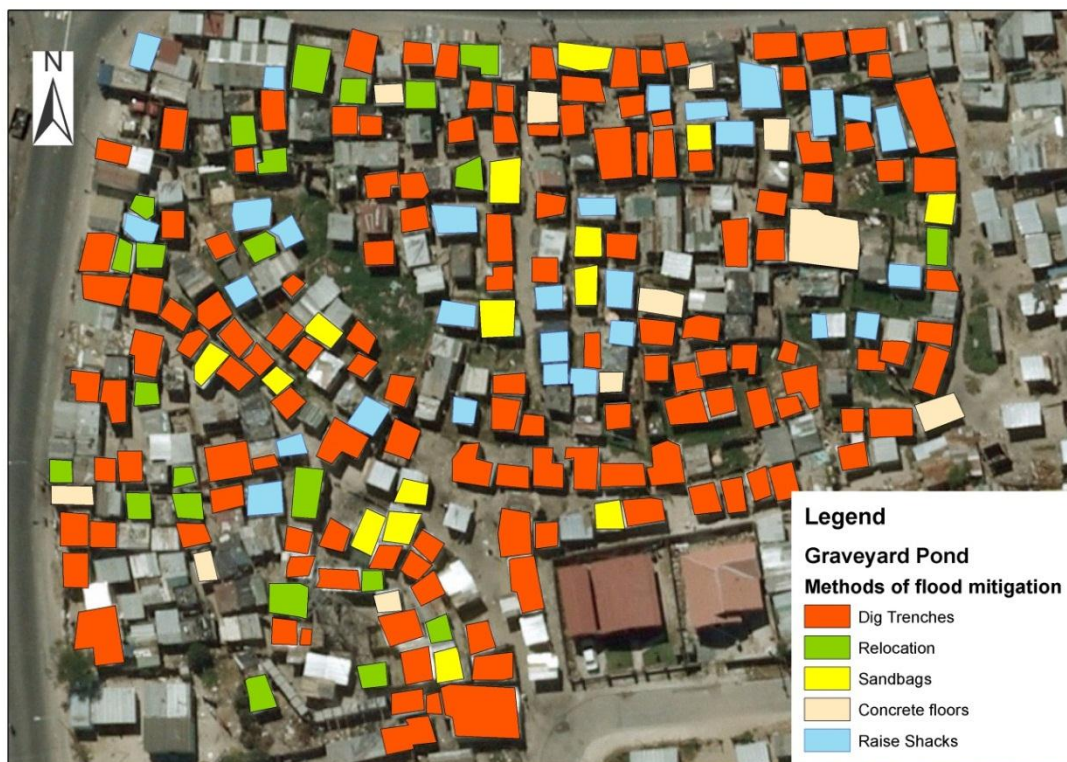 N
Legend
Graveyard Pond
Methods of flood mitigation
Dig Trenches
Relocation
Sandbags
Concrete floors
Raise Shacks